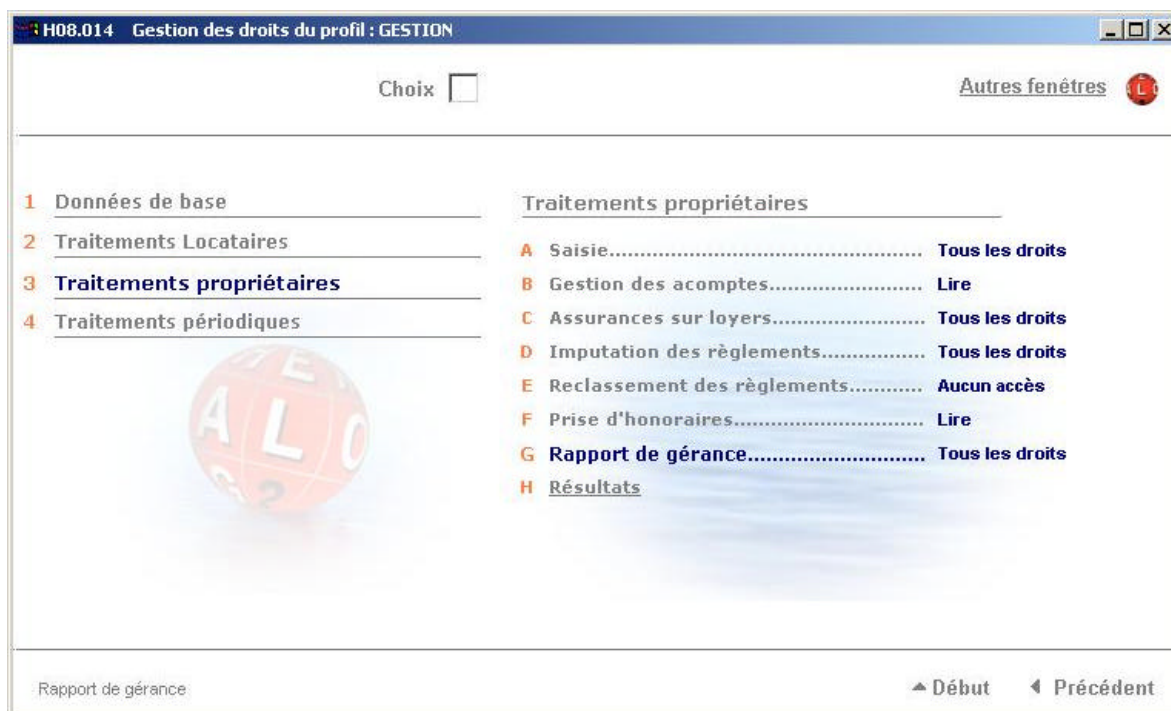 H08.014 Gestion des droits du profil : GESTION
Choix
Autres fenêtres
1 Données de base
2 Traitements Locataires
3 Traitements propriétaires
4 Traitements périodiques
Traitements propriétaires
A Saisie................................................ Tous les droits
B Gestion des acomptes........................ Lire
C Assurances sur loyers........................ Tous les droits
D Imputation des règlements................ Tous les droits
E Reclassement des règlements............ Aucun accès
F Prise d'honoraires............................. Lire
G Rapport de gérance............................ Tous les droits
H Résultats
A L O
Rapport de gérance
Début
Précédent